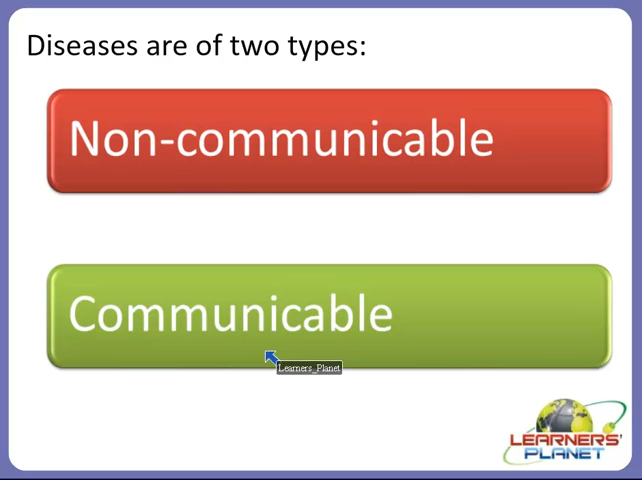 Diseases are of two types:
Non-communicable
Communicable
Learners_Planet
LEARNERS'
PLANET